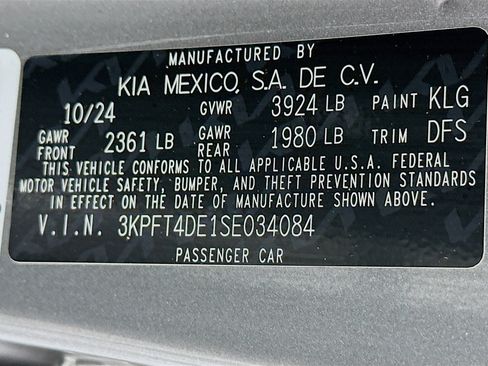 MANUFACTURED BY
KIA MEXICO, S.A. DE C.V.
10/24 GVWR 3924 LB PAINT KLG
GAWR FRONT 2361 LB GAWR REAR 1980 LB TRIM DFS
THIS VEHICLE CONFORMS TO ALL APPLICABLE U.S.A. FEDERAL
MOTOR VEHICLE SAFETY, BUMPER, AND THEFT PREVENTION STANDARDS
IN EFFECT ON THE DATE OF MANUFACTURE SHOWN ABOVE.
V.I.N. 3KPFT4DE1SE034084
PASSENGER CAR